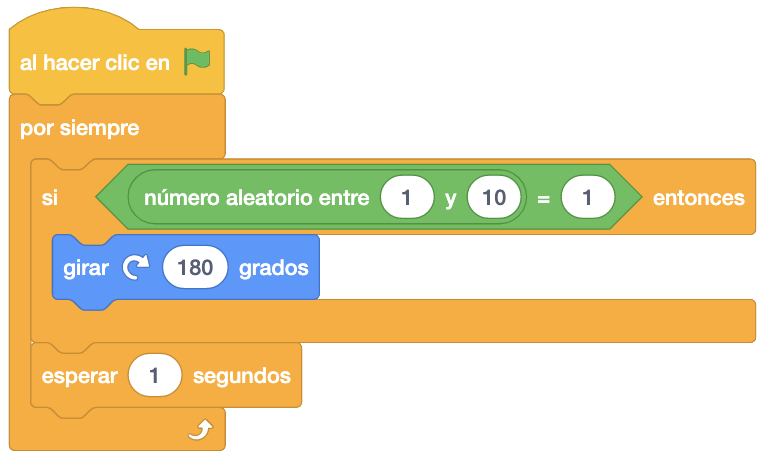 al hacer clic en
por siempre
si número aleatorio entre 1 y 10 = 1 entonces
girar 180 grados
esperar 1 segundos